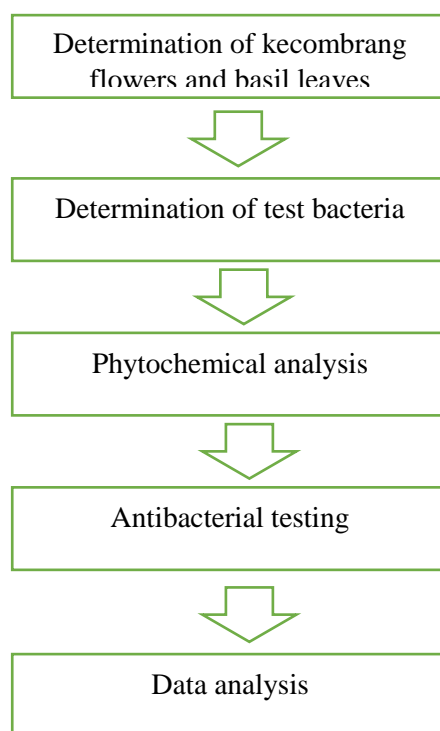 Determination of kecombrang
flowers and basil leaves
Determination of test bacteria
Phytochemical analysis
Antibacterial testing
Data analysis